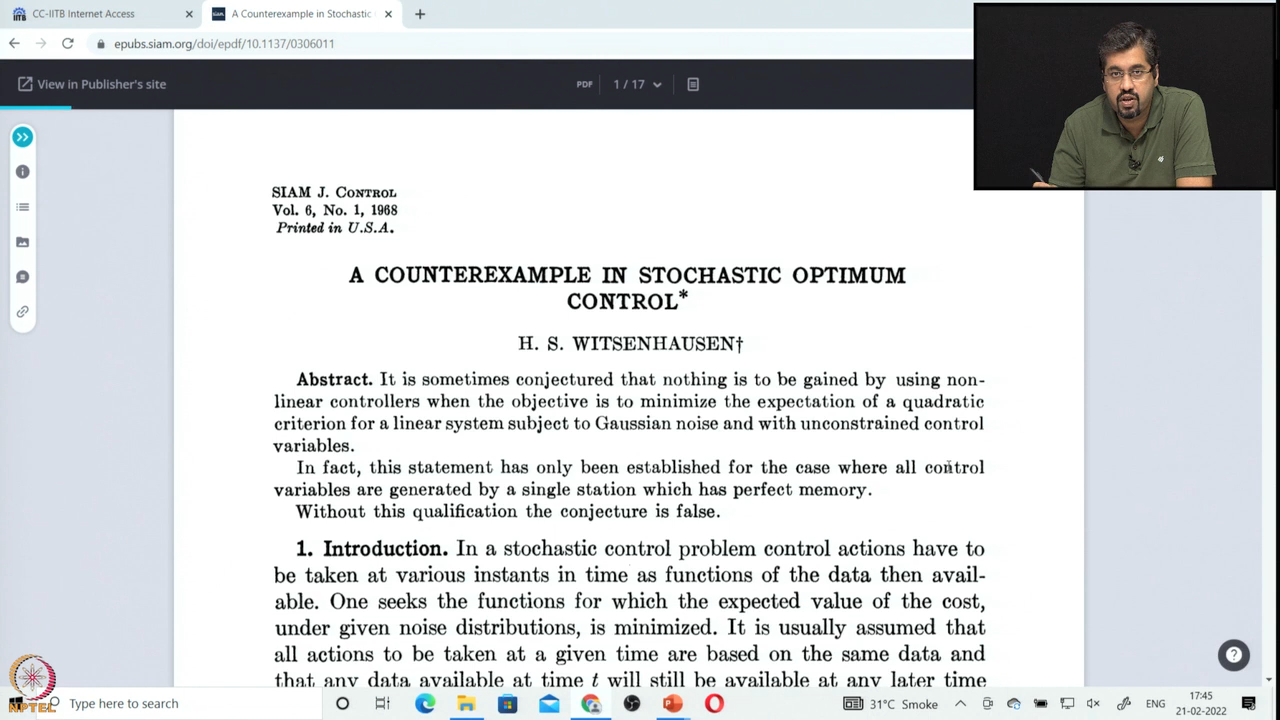 CC-IITB Internet Access
A Counterexample in Stochastic
epubs.siam.org/doi/epdf/10.1137/0306011
View in Publisher's site
PDF 1 / 17
SIAM J. CONTROL
Vol. 6, No. 1, 1968
Printed in U.S.A.
A COUNTEREXAMPLE IN STOCHASTIC OPTIMUM
CONTROL*
H. S. WITSENHAUSEN†
Abstract. It is sometimes conjectured that nothing is to be gained by using non-
linear controllers when the objective is to minimize the expectation of a quadratic
criterion for a linear system subject to Gaussian noise and with unconstrained control
variables.
In fact, this statement has only been established for the case where all control
variables are generated by a single station which has perfect memory.
Without this qualification the conjecture is false.
1. Introduction. In a stochastic control problem control actions have to
be taken at various instants in time as functions of the data then avail-
able. One seeks the functions for which the expected value of the cost,
under given noise distributions, is minimized. It is usually assumed that
all actions to be taken at a given time are based on the same data and
that any data available at time t will still be available at any later time
NPTEL
Type here to search
31°C Smoke
ENG
17:45
21-02-2022